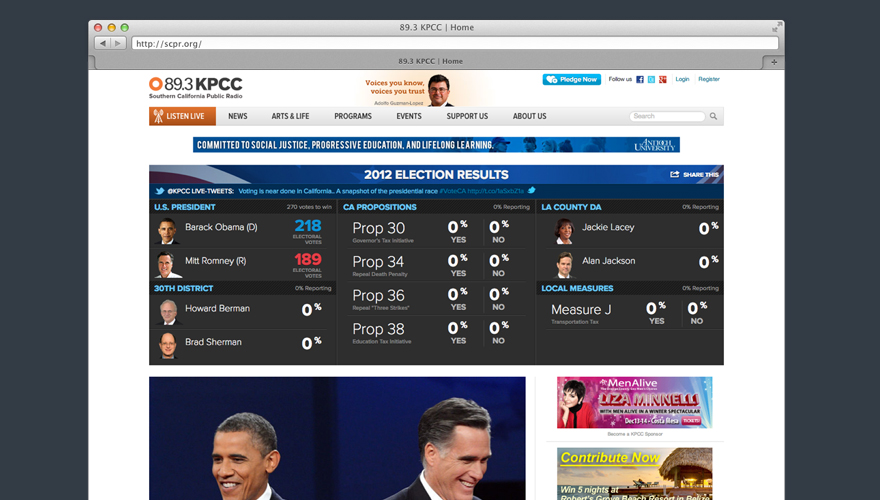 89.3 KPCC | Home
http://scpr.org/
89.3 KPCC | Home
89.3 KPCC
Southern California Public Radio
Voices you know,
voices you trust
Adolfo Guzman-Lopez
Pledge Now
Follow us
Login
Register
LISTEN LIVE
NEWS
ARTS & LIFE
PROGRAMS
EVENTS
SUPPORT US
ABOUT US
Search
COMMITTED TO SOCIAL JUSTICE, PROGRESSIVE EDUCATION, AND LIFELONG LEARNING.
ANTIOCH
UNIVERSITY
2012 ELECTION RESULTS
SHARE THIS
@KPCC LIVE-TWEETS: Voting is near done in California.. A snapshot of the presidential race #VoteCA
U.S. PRESIDENT
270 votes to win
Barack Obama (D)
218
ELECTORAL
VOTES
Mitt Romney (R)
189
ELECTORAL
VOTES
30TH DISTRICT
0% Reporting
Howard Berman
0%
Brad Sherman
0%
CA PROPOSITIONS
0% Reporting
Prop 30
Governor's Tax Initiative
0% YES
0% NO
Prop 34
Repeal Death Penalty
0% YES
0% NO
Prop 36
Repeal "Three Strikes"
0% YES
0% NO
Prop 38
Education Tax Initiative
0% YES
0% NO
LA COUNTY DA
0% Reporting
Jackie Lacey
0%
Alan Jackson
0%
LOCAL MEASURES
0% Reporting
Measure J
Transportation Tax
0% YES
0% NO
MenAlive
LIZA MINNELLI
WITH MEN ALIVE IN A WINTER SPECTACULAR
Dec13-14 • Costa Mesa
TICKETS
Become a KPCC Sponsor
Contribute Now
Win 5 nights at
Robert's Grove Beach Resort in Belize